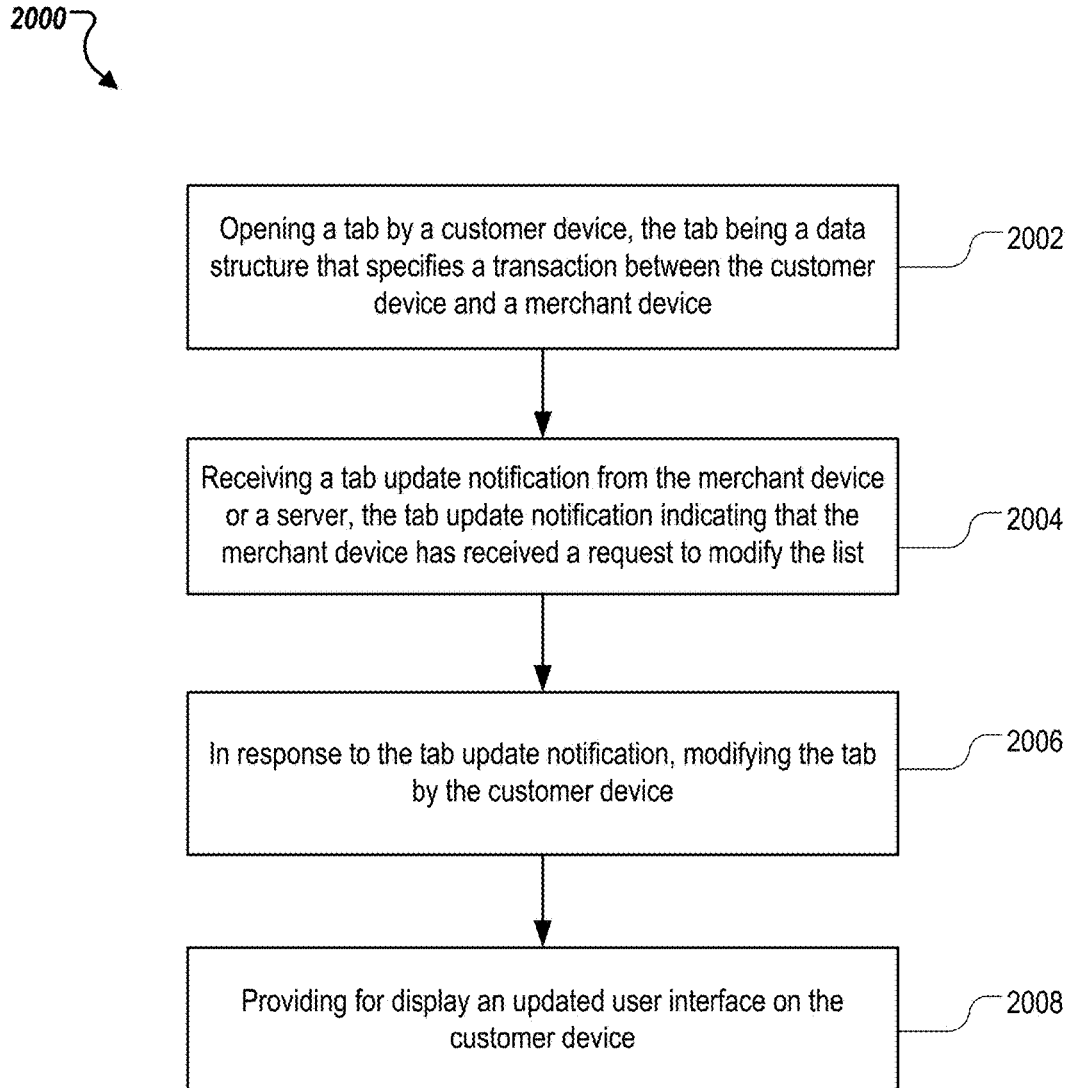 2000
Opening a tab by a customer device, the tab being a data
structure that specifies a transaction between the customer
device and a merchant device
2002
Receiving a tab update notification from the merchant device
or a server, the tab update notification indicating that the
merchant device has received a request to modify the list
2004
In response to the tab update notification, modifying the tab
by the customer device
2006
Providing for display an updated user interface on the
customer device
2008